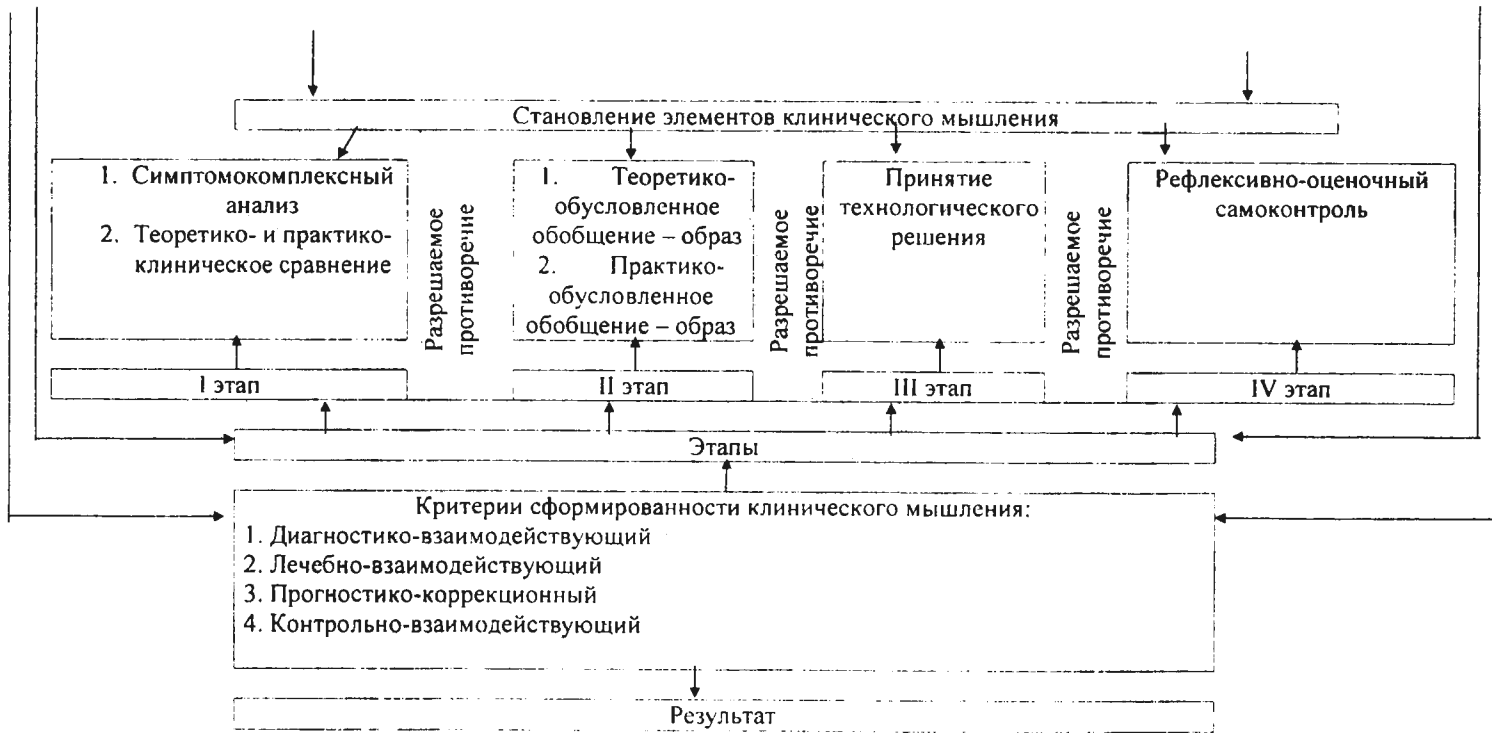 Становление элементов клинического мышления
1. Симптомокомплексный
анализ
2. Теоретико- и практико-
клиническое сравнение
Разрешаемое
противоречие
1. Теоретико-
обусловленное
обобщение – образ
2. Практико-
обусловленное
обобщение – образ
Разрешаемое
противоречие
Принятие
технологического
решения
Разрешаемое
противоречие
Рефлексивно-оценочный
самоконтроль
I этап
II этап
III этап
IV этап
Этапы
Критерии сформированности клинического мышления:
1. Диагностико-взаимодействующий
2. Лечебно-взаимодействующий
3. Прогностико-коррекционный
4. Контрольно-взаимодействующий
Результат